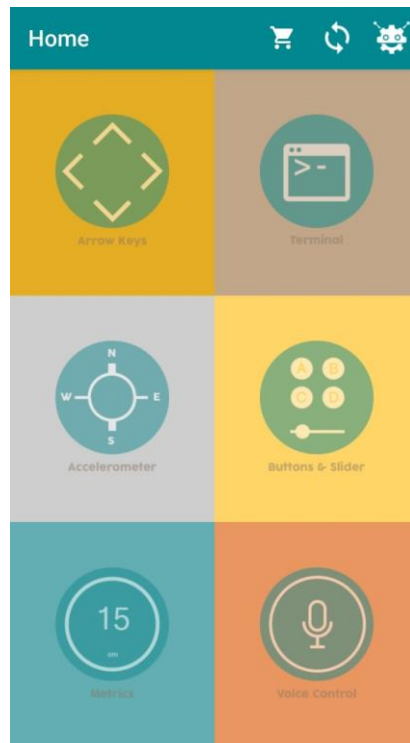 Home
Arrow Keys
>-
Terminal
N
W E
S
Accelerometer
A B
C D
Buttons & Slider
15
cm
Metrics
Voice Control